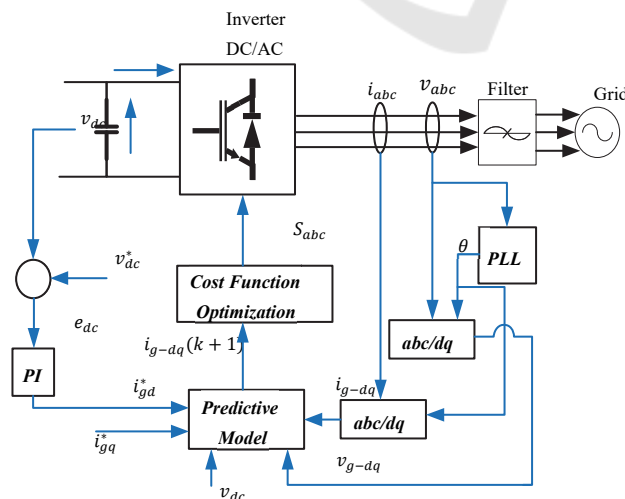 Inverter
DC/AC
i_abc
v_abc
Filter
Grid
v_dc
S_abc
θ
PLL
v*_dc
Cost Function
Optimization
e_dc
abc/dq
i_g-dq(k + 1)
PI
i*_gd
i_g-dq
Predictive
Model
abc/dq
i*_gq
v_g-dq
v_dc